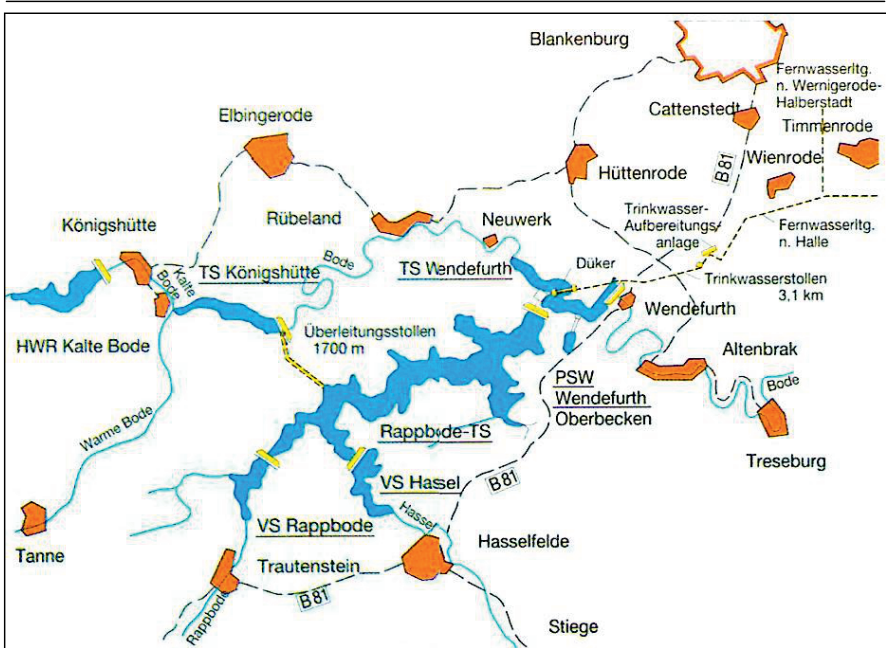 Blankenburg
Fernwasserltg.
n. Wernigerode-
Halberstadt
Cattenstedt
Timmenrode
Elbingerode
B 81
Wienrode
Hüttenrode
Königshütte
Rübeland
Neuwerk
Trinkwasser-
Aufbereitungs-
anlage
Fernwasserltg.
n. Halle
Kalte
Bode
TS Königshütte
Bode
TS Wendefurth
Düker
Trinkwasserstollen
3,1 km
Wendefurth
HWR Kalte Bode
Überleitungsstollen
1700 m
Altenbrak
Bode
PSW
Wendefurth
Oberbecken
Warme Bode
Rappbode-TS
Treseburg
VS Hassel
B 81
VS Rappbode
Hassel
Hasselfelde
Tanne
Trautenstein
B 81
Rappbode
Stiege